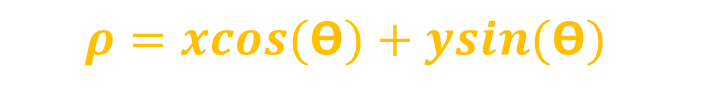 ρ = xcos(Ɵ) + ysin(Ɵ)